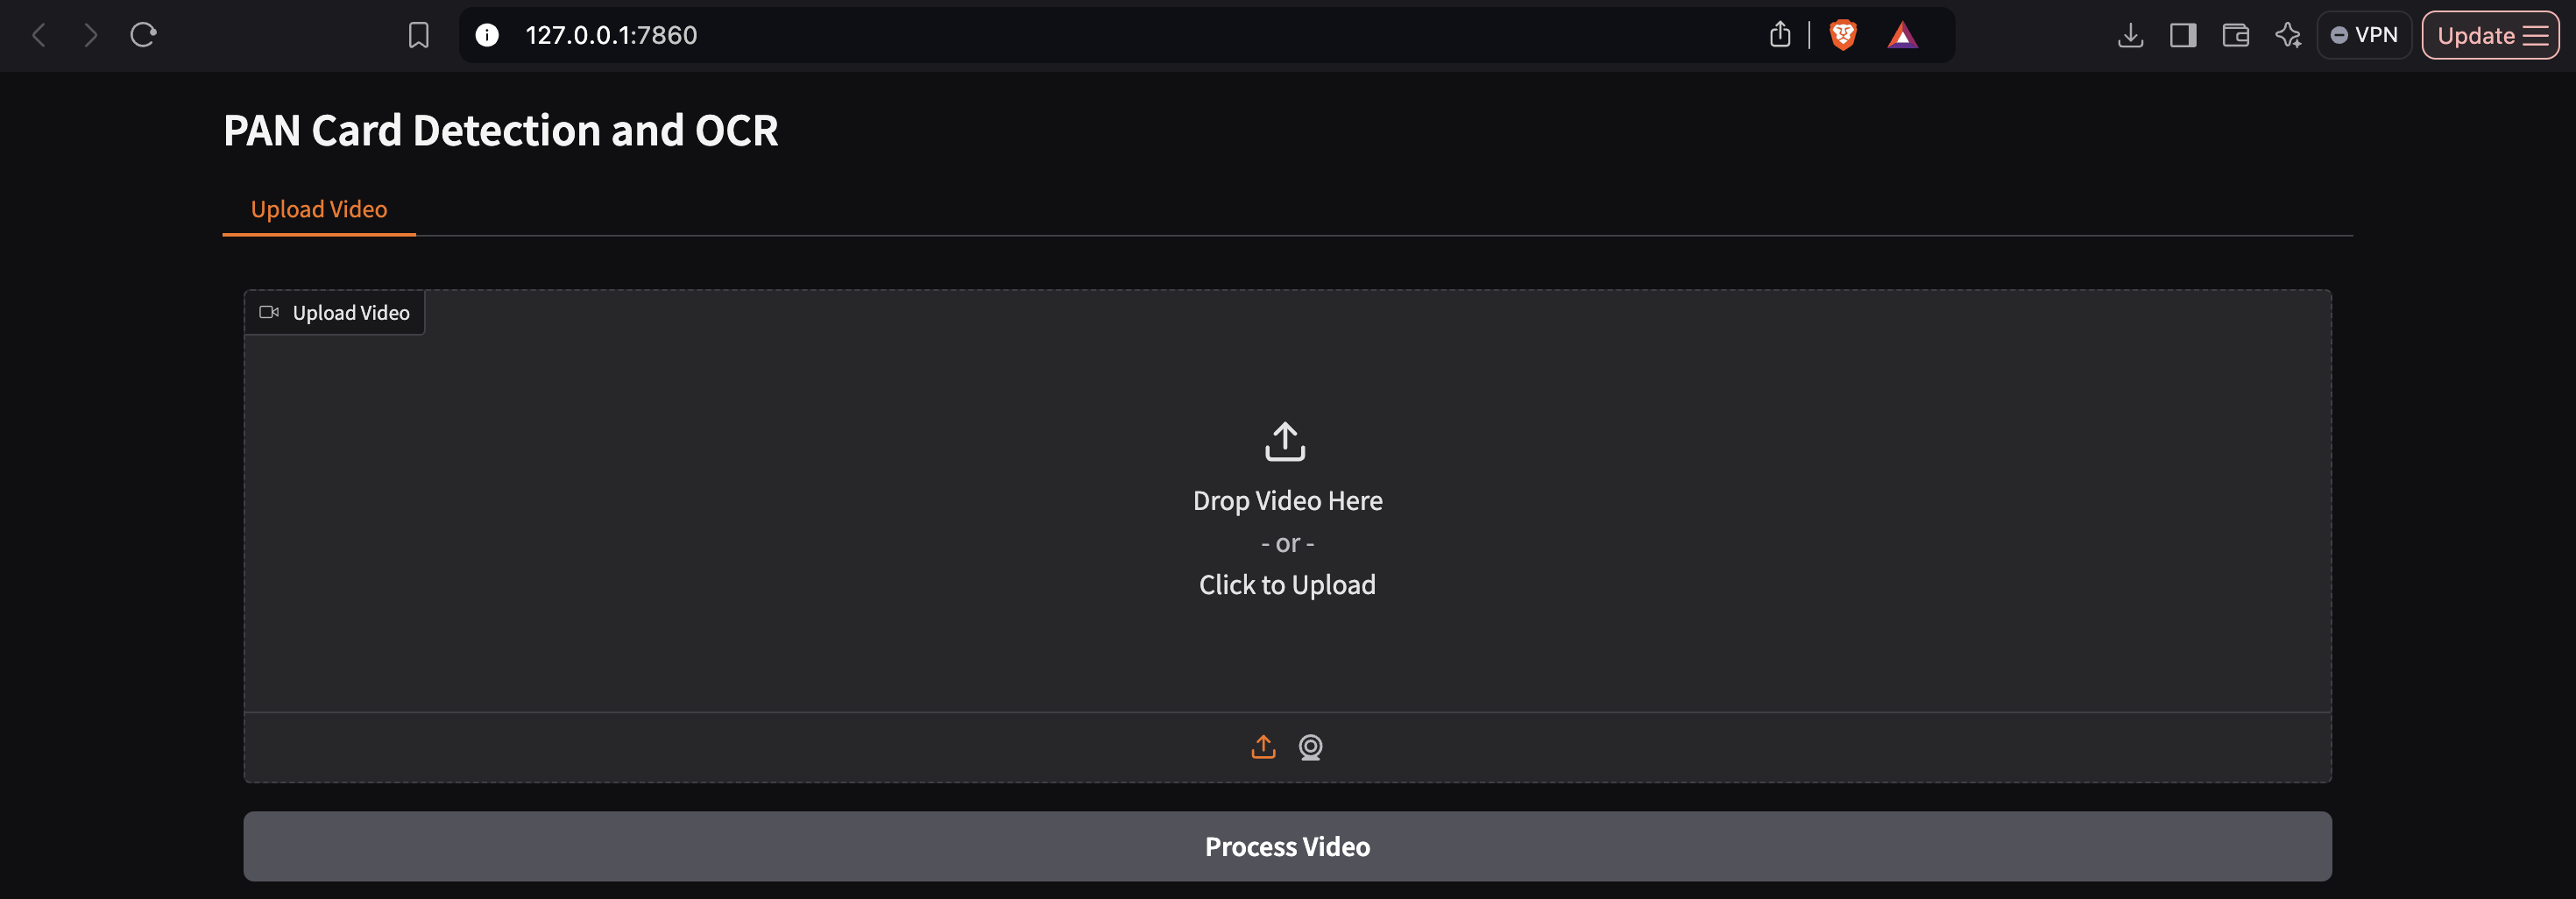 127.0.0.1:7860
VPN
Update
PAN Card Detection and OCR
Upload Video
Upload Video
Drop Video Here
- or -
Click to Upload
Process Video